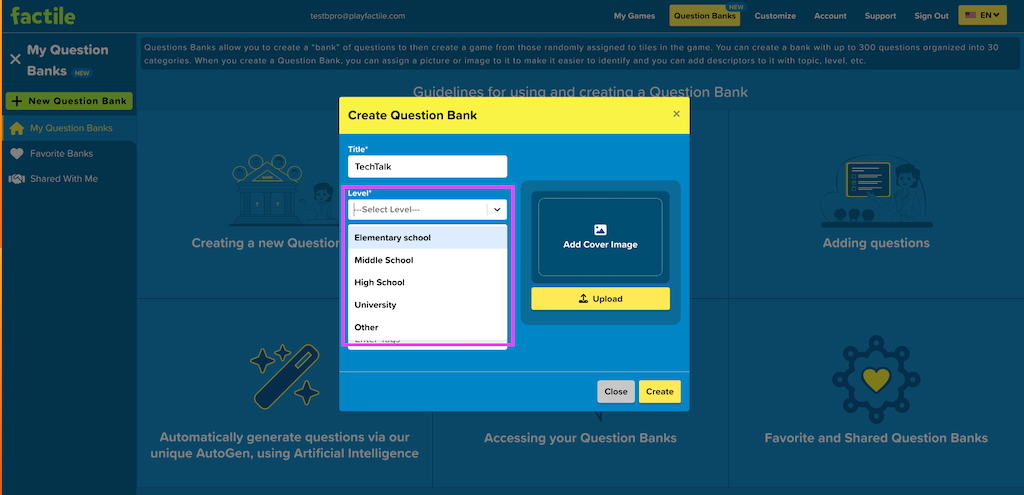 factile
testbpro@playfactile.com
My Games
Question Banks
NEW
Customize
Account
Support
Sign Out
EN
My Question
Banks NEW
Questions Banks allow you to create a "bank" of questions to then create a game from those randomly assigned to tiles in the game. You can create a bank with up to 300 questions organized into 30
categories. When you create a Question Bank, you can assign a picture or image to it to make it easier to identify and you can add descriptors to it with topic, level, etc.
+ New Question Bank
My Question Banks
Favorite Banks
Shared With Me
Guidelines for using and creating a Question Bank
Create Question Bank
×
Title*
TechTalk
Level*
---Select Level---
Elementary school
Middle School
High School
University
Other
Enter Tags
Add Cover Image
Upload
Close
Create
Creating a new Question
Adding questions
Automatically generate questions via our
unique AutoGen, using Artificial Intelligence
Accessing your Question Banks
Favorite and Shared Question Banks